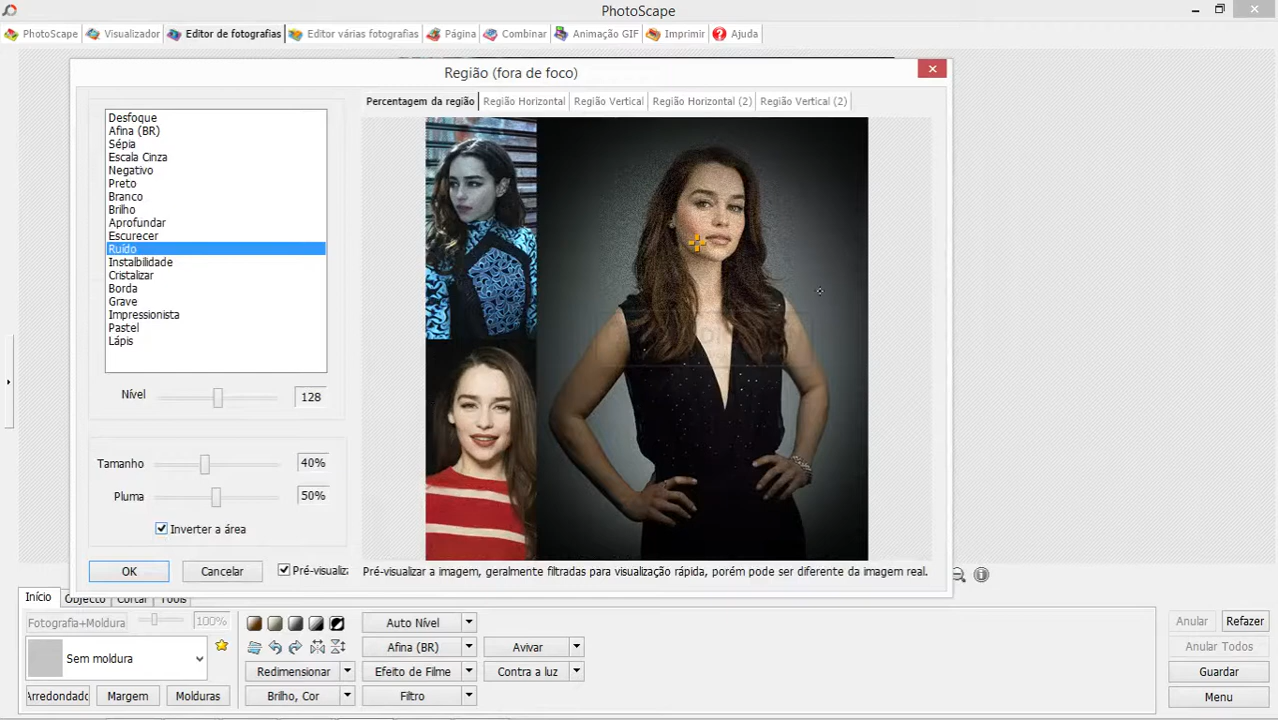 PhotoScape
PhotoScape
Visualizador
Editor de fotografias
Editor várias fotografias
Página
Combinar
Animação GIF
Imprimir
Ajuda
Região (fora de foco)
Percentagem da região
Região Horizontal
Região Vertical
Região Horizontal (2)
Região Vertical (2)
Desfoque
Afina (BR)
Sépia
Escala Cinza
Negativo
Preto
Branco
Brilho
Aprofundar
Escurecer
Ruído
Instabilidade
Cristalizar
Borda
Grave
Impressionista
Pastel
Lápis
Nível 128
Tamanho 40%
Pluma 50%
Inverter a área
OK
Cancelar
Pré-visualiz
Pré-visualizar a imagem, geralmente filtradas para visualização rápida, porém pode ser diferente da imagem real.
Início
Objecto
Cortar
Tools
Fotografia+Moldura
100%
Sem moldura
Arredondado
Margem
Molduras
Auto Nível
Afina (BR)
Avivar
Redimensionar
Efeito de Filme
Contra a luz
Brilho, Cor
Filtro
Anular
Refazer
Anular Todos
Guardar
Menu